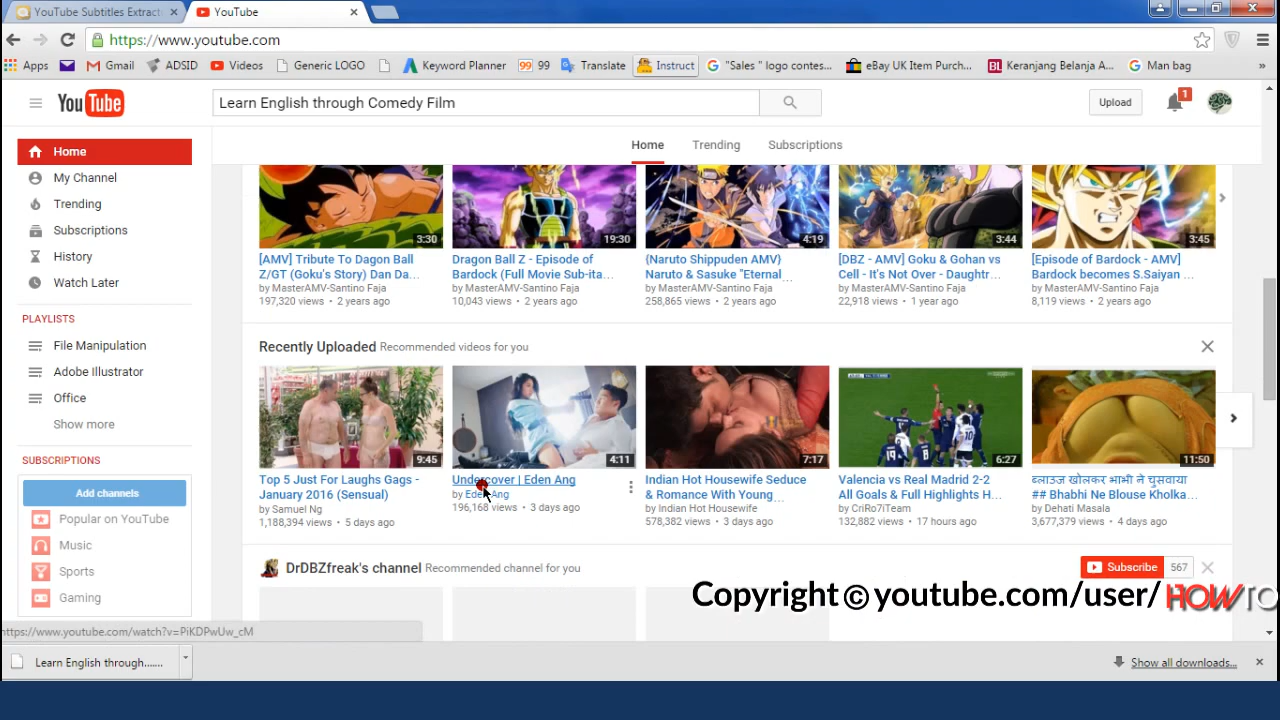 YouTube Subtitles Extract
YouTube
https://www.youtube.com
Apps Gmail ADSID Videos Generic LOGO Keyword Planner 99 99 Translate Instruct "Sales " logo contes... eBay UK Item Purch... BL Keranjang Belanja A... Man bag »
YouTube
Learn English through Comedy Film
Upload
1
Home Trending Subscriptions
Home
My Channel
Trending
Subscriptions
History
Watch Later
PLAYLISTS
File Manipulation
Adobe Illustrator
Office
Show more
SUBSCRIPTIONS
Add channels
Popular on YouTube
Music
Sports
Gaming
3:30
[AMV] Tribute To Dagon Ball
Z/GT (Goku's Story) Dan Da...
by MasterAMV-Santino Faja
197,320 views • 2 years ago
19:30
Dragon Ball Z - Episode of
Bardock (Full Movie Sub-ita...
by MasterAMV-Santino Faja
10,043 views • 2 years ago
4:19
{Naruto Shippuden AMV}
Naruto & Sasuke "Eternal ...
by MasterAMV-Santino Faja
258,865 views • 2 years ago
3:44
[DBZ - AMV] Goku & Gohan vs
Cell - It's Not Over - Daughtr...
by MasterAMV-Santino Faja
22,918 views • 1 year ago
3:45
[Episode of Bardock - AMV]
Bardock becomes S.Saiyan ...
by MasterAMV-Santino Faja
8,119 views • 2 years ago
Recently Uploaded Recommended videos for you
9:45
Top 5 Just For Laughs Gags -
January 2016 (Sensual)
by Samuel Ng
1,188,394 views • 5 days ago
4:11
Undercover | Eden Ang
by Eden Ang
196,168 views • 3 days ago
7:17
Indian Hot Housewife Seduce
& Romance With Young...
by Indian Hot Housewife
578,382 views • 3 days ago
6:27
Valencia vs Real Madrid 2-2
All Goals & Full Highlights H...
by CriRo7iTeam
132,882 views • 17 hours ago
11:50
ब्लाउज खोलकर भाभी ने चुसवाया
## Bhabhi Ne Blouse Kholka...
by Dehati Masala
3,677,379 views • 4 days ago
DrDBZfreak's channel Recommended channel for you
Subscribe 567
Copyright © youtube.com/user/ HOWTO
https://www.youtube.com/watch?v=PiKDPwUw_cM
Learn English through.......
Show all downloads...